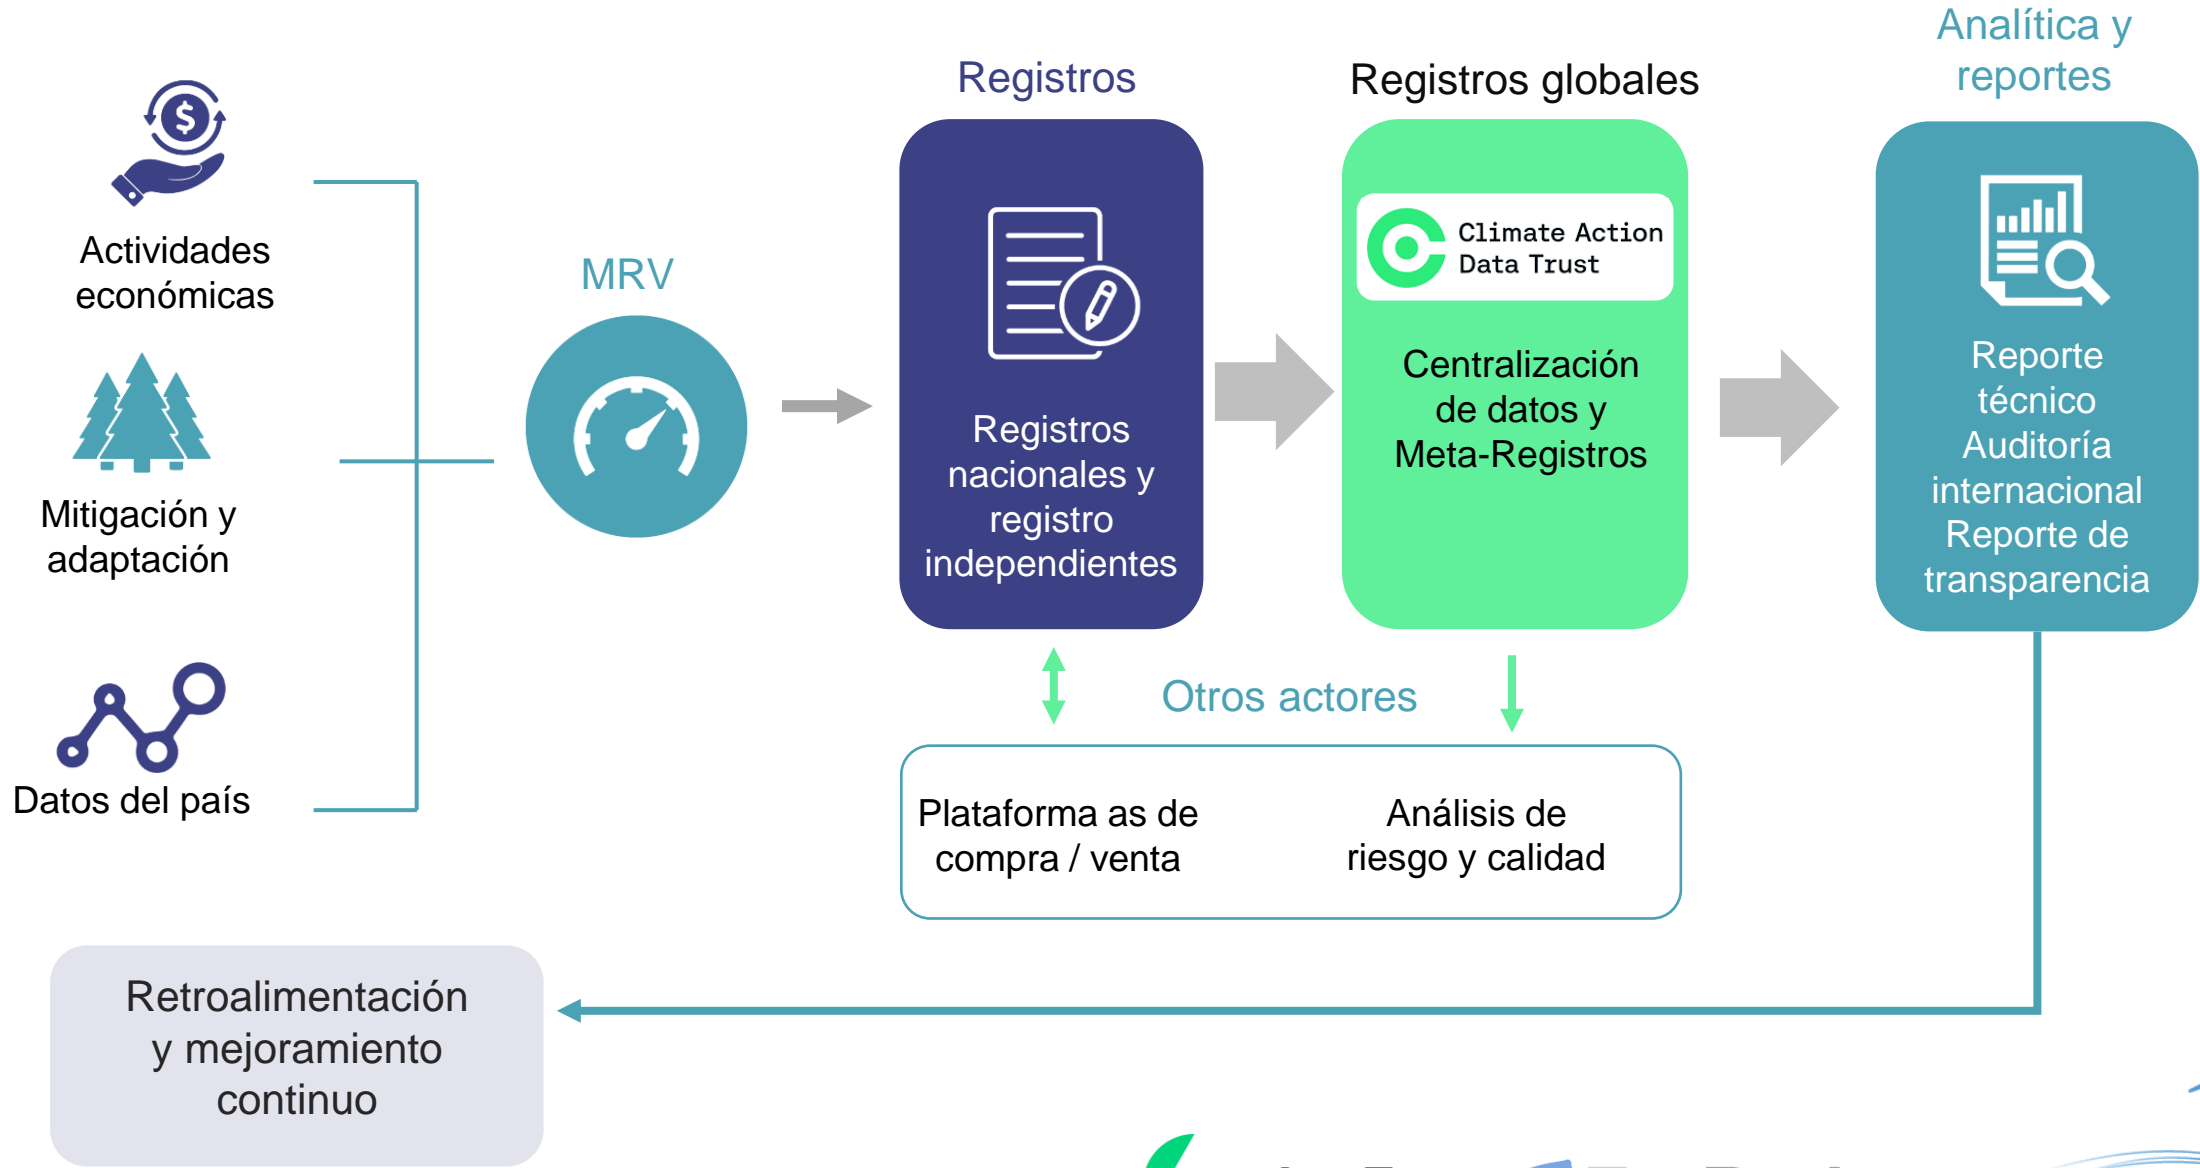 Actividades
económicas
Mitigación y
adaptación
Datos del país
MRV
Registros
Registros
nacionales y
registro
independientes
Registros globales
Climate Action
Data Trust
Centralización
de datos y
Meta-Registros
Analítica y
reportes
Reporte
técnico
Auditoría
internacional
Reporte de
transparencia
Otros actores
Plataforma as de
compra / venta
Análisis de
riesgo y calidad
Retroalimentación
y mejoramiento
continuo